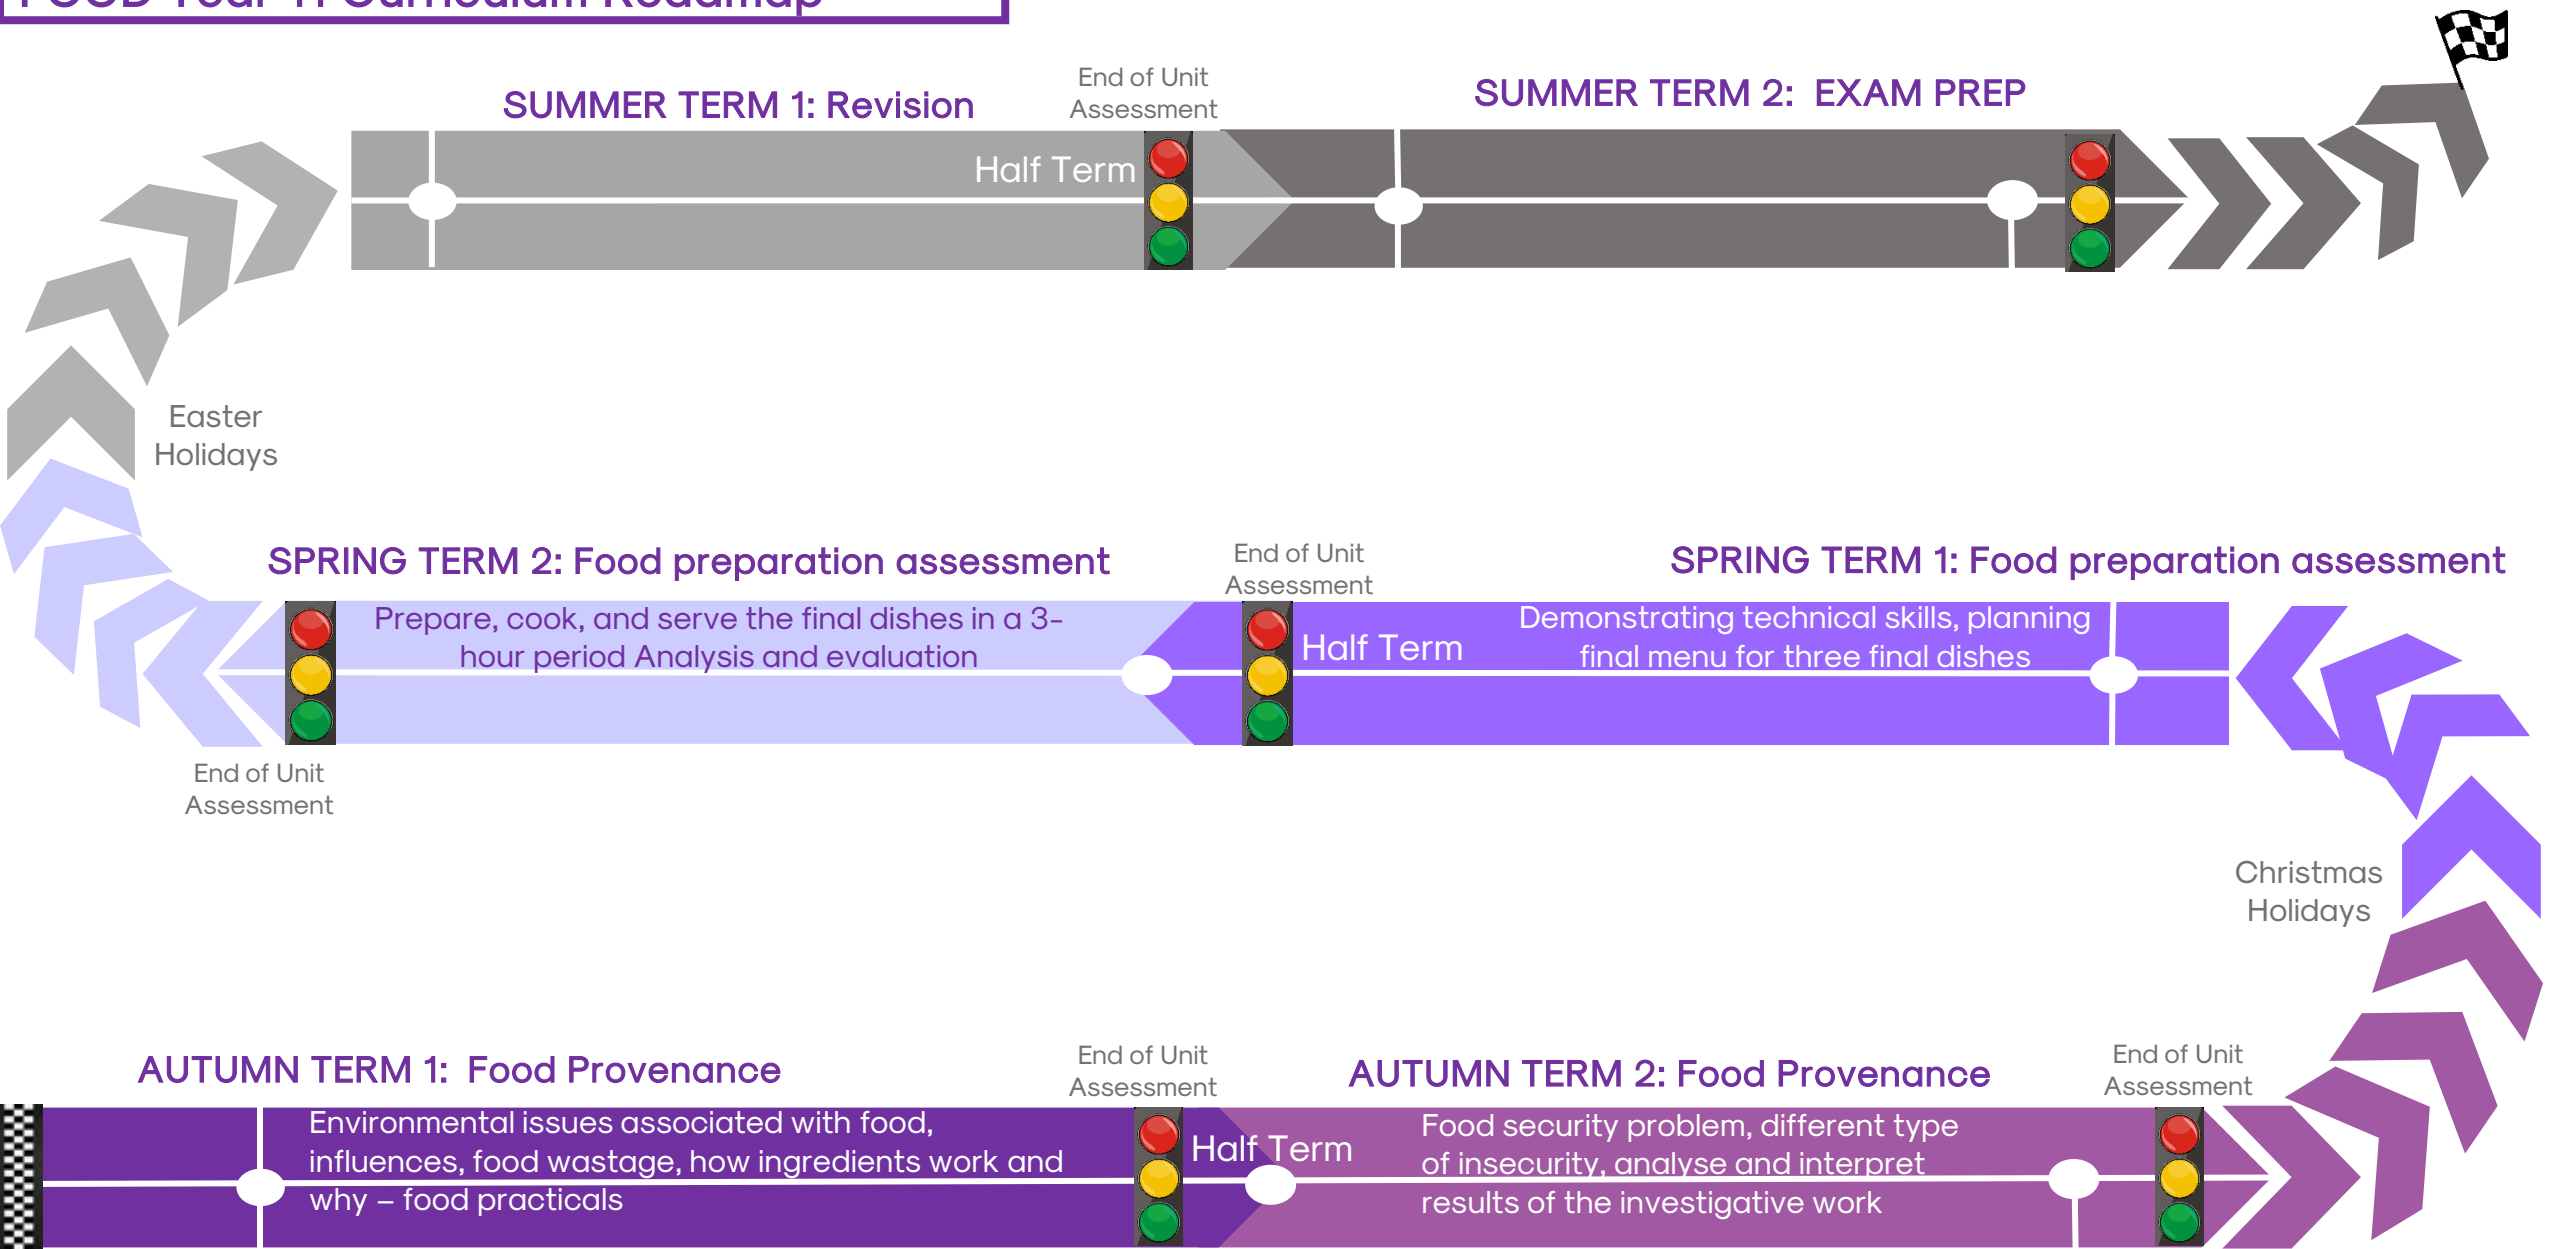 FOOD Year 11 Curriculum Roadmap
End of Unit
Assessment
SUMMER TERM 1: Revision
SUMMER TERM 2: EXAM PREP
Half Term
Easter
Holidays
SPRING TERM 2: Food preparation assessment
End of Unit
Assessment
SPRING TERM 1: Food preparation assessment
Prepare, cook, and serve the final dishes in a 3-
hour period Analysis and evaluation
Half Term
Demonstrating technical skills, planning
final menu for three final dishes
End of Unit
Assessment
Christmas
Holidays
AUTUMN TERM 1: Food Provenance
End of Unit
Assessment
AUTUMN TERM 2: Food Provenance
End of Unit
Assessment
Environmental issues associated with food,
influences, food wastage, how ingredients work and
why – food practicals
Half Term
Food security problem, different type
of insecurity, analyse and interpret
results of the investigative work